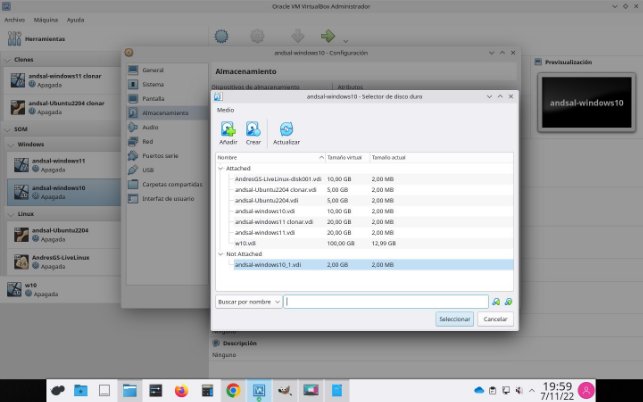 Oracle VM VirtualBox Administrador
Archivo Máquina Ayuda
Herramientas
Clones
andsal-windows11 clonar
Apagada
andsal-Ubuntu2204 clonar
Apagada
SOM
Windows
andsal-windows11
Apagada
andsal-windows10
Apagada
Linux
andsal-Ubuntu2204
Apagada
AndresGS-LiveLinux
Apagada
w10
Apagada
andsal-windows10 - Configuración
General
Sistema
Pantalla
Almacenamiento
Audio
Red
Puertos serie
USB
Carpetas compartidas
Interfaz de usuario
Almacenamiento
Dispositivos de almacenamiento Atributos
Previsualización
andsal-windows10
andsal-windows10 - Selector de disco duro
Medio
Añadir Crear Actualizar
Nombre Tamaño virtual Tamaño actual
Attached
AndresGS-LiveLinux-disk001.vdi 10,00 GB 2,00 MB
andsal-Ubuntu2204 clonar.vdi 5,00 GB 2,00 MB
andsal-Ubuntu2204.vdi 5,00 GB 2,00 MB
andsal-windows10.vdi 10,00 GB 2,00 MB
andsal-windows11 clonar.vdi 20,00 GB 2,00 MB
andsal-windows11.vdi 20,00 GB 2,00 MB
w10.vdi 100,00 GB 12,99 GB
Not Attached
andsal-windows10_1.vdi 2,00 GB 2,00 MB
Buscar por nombre
Seleccionar Cancelar
Ninguno
Descripción
Ninguno
19:59
7/11/22